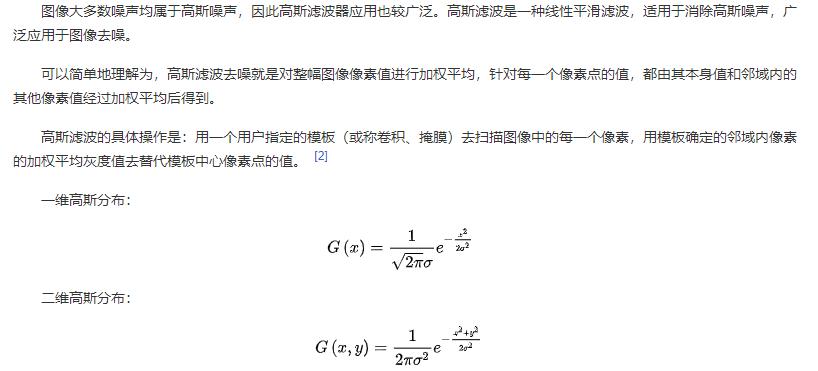 图像大多数噪声均属于高斯噪声，因此高斯滤波器应用也较广泛。高斯滤波是一种线性平滑滤波，适用于消除高斯噪声，广
泛应用于图像去噪。
可以简单地理解为，高斯滤波去噪就是对整幅图像像素值进行加权平均，针对每一个像素点的值，都由其本身值和邻域内的
其他像素值经过加权平均后得到。
高斯滤波的具体操作是：用一个用户指定的模板（或称卷积、掩膜）去扫描图像中的每一个像素，用模板确定的邻域内像素
的加权平均灰度值去替代模板中心像素点的值。 [2]
一维高斯分布：
G(x) = \frac{1}{\sqrt{2π}σ} e^{-\frac{x^2}{2σ^2}}
二维高斯分布：
G(x,y) = \frac{1}{2πσ^2} e^{-\frac{x^2+y^2}{2σ^2}}